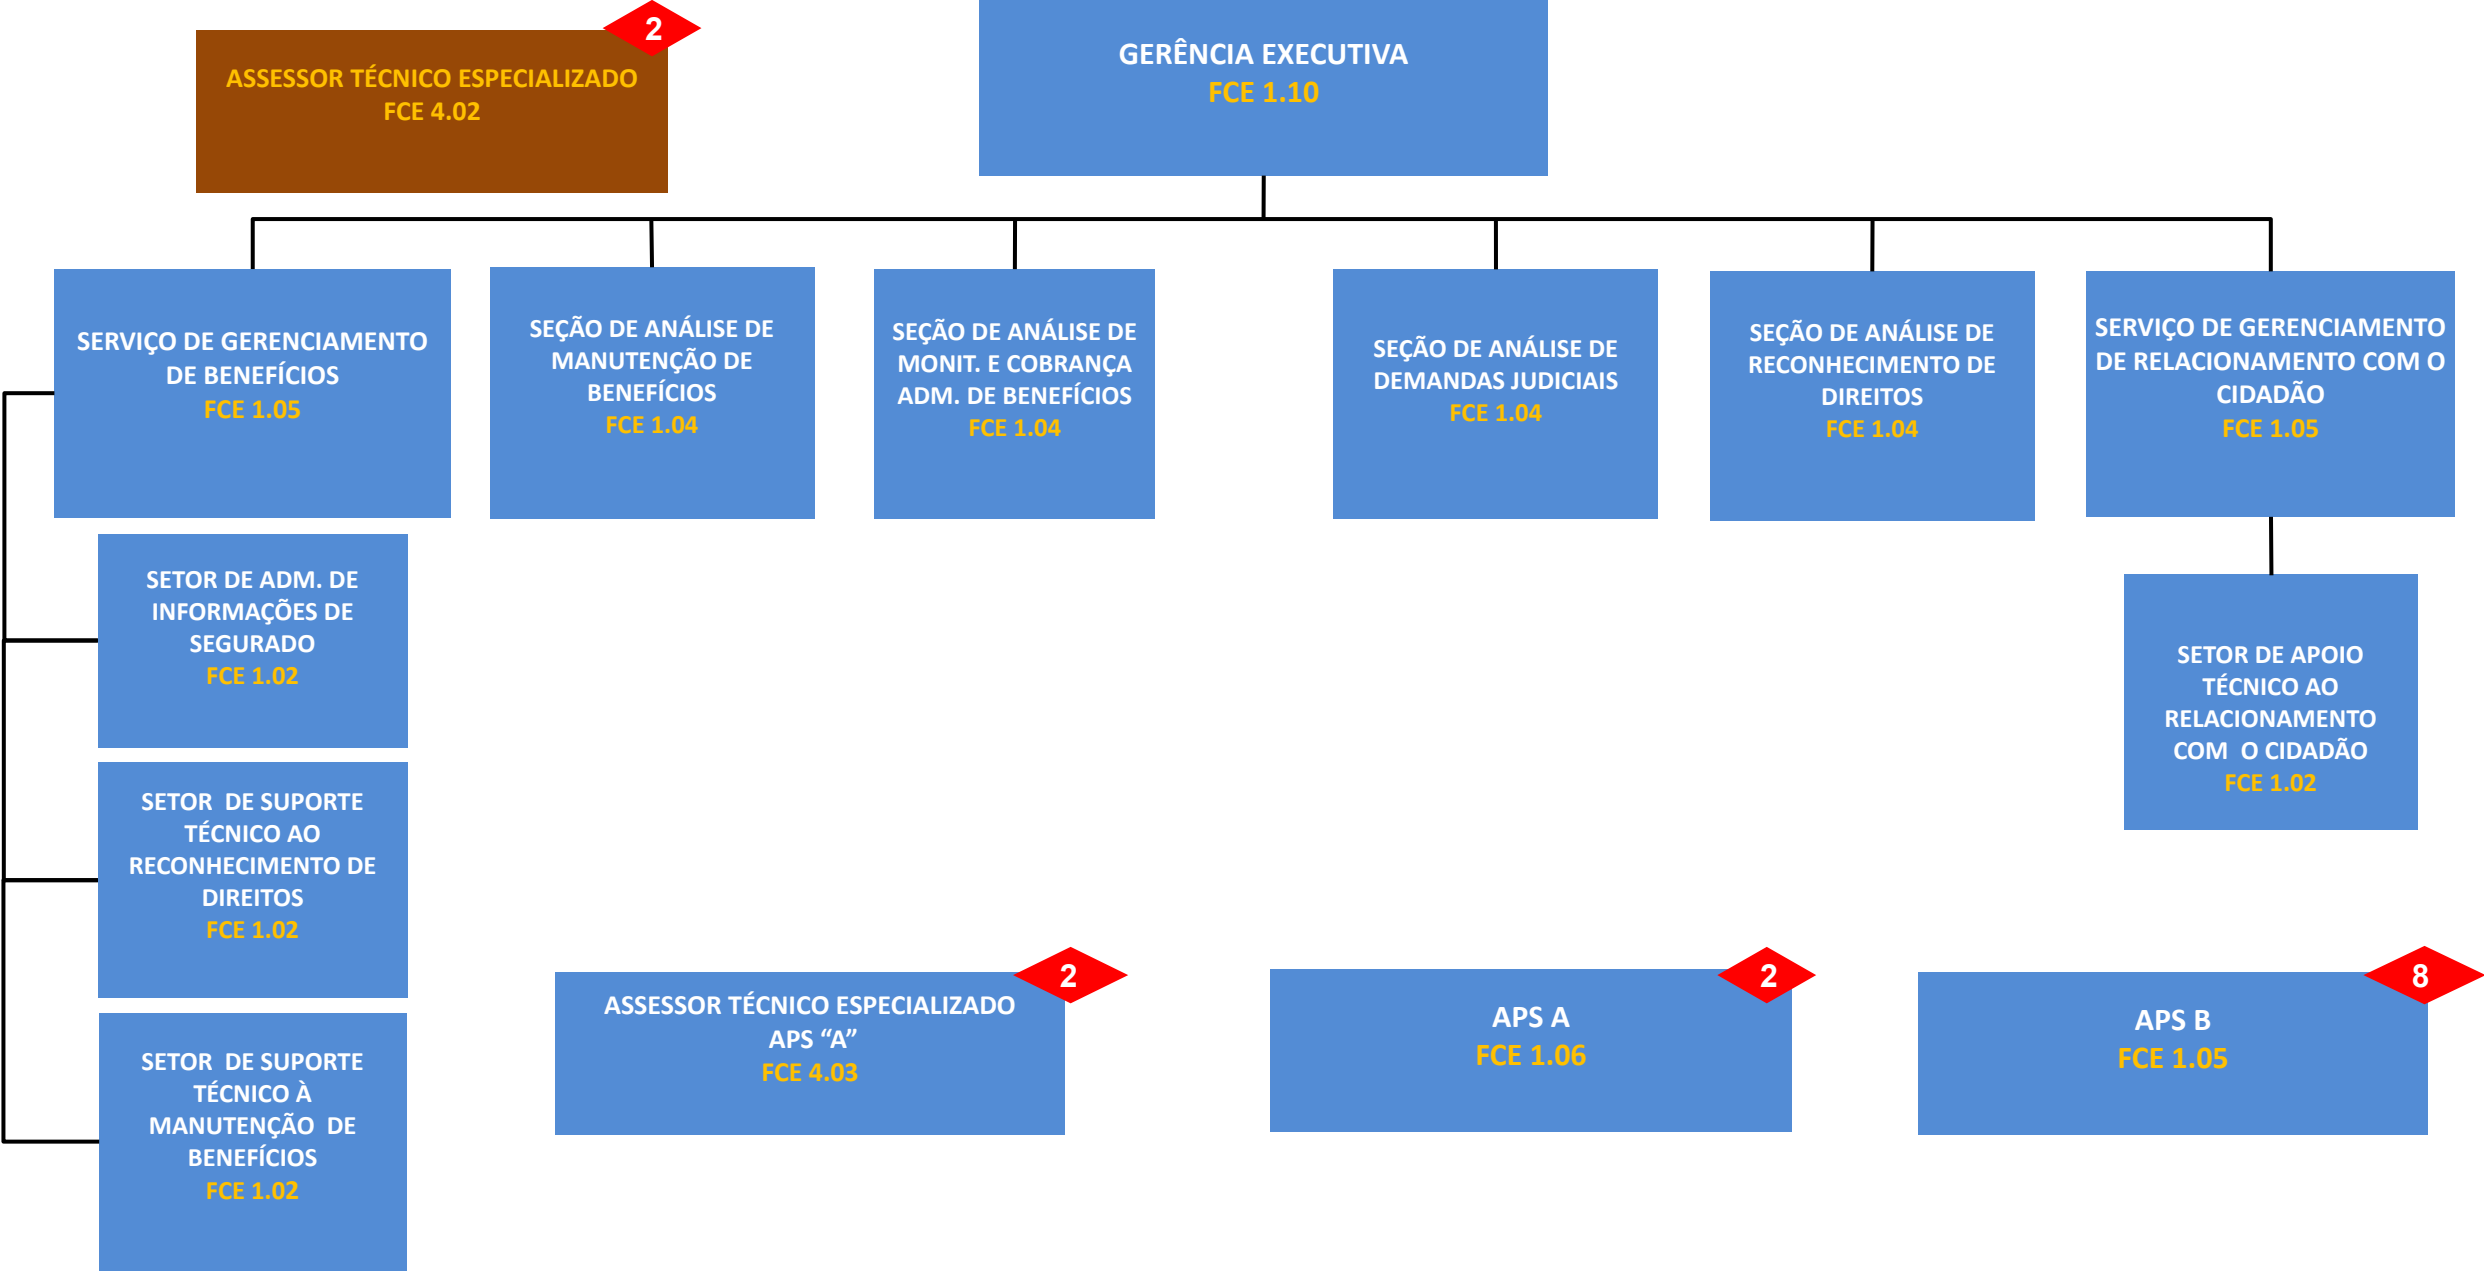 2
ASSESSOR TÉCNICO ESPECIALIZADO
FCE 4.02
GERÊNCIA EXECUTIVA
FCE 1.10
SERVIÇO DE GERENCIAMENTO
DE BENEFÍCIOS
FCE 1.05
SEÇÃO DE ANÁLISE DE
MANUTENÇÃO DE
BENEFÍCIOS
FCE 1.04
SEÇÃO DE ANÁLISE DE
MONIT. E COBRANÇA
ADM. DE BENEFÍCIOS
FCE 1.04
SEÇÃO DE ANÁLISE DE
DEMANDAS JUDICIAIS
FCE 1.04
SEÇÃO DE ANÁLISE DE
RECONHECIMENTO DE
DIREITOS
FCE 1.04
SERVIÇO DE GERENCIAMENTO
DE RELACIONAMENTO COM O
CIDADÃO
FCE 1.05
SETOR DE ADM. DE
INFORMAÇÕES DE
SEGURADO
FCE 1.02
SETOR DE APOIO
TÉCNICO AO
RELACIONAMENTO
COM O CIDADÃO
FCE 1.02
SETOR DE SUPORTE
TÉCNICO AO
RECONHECIMENTO DE
DIREITOS
FCE 1.02
SETOR DE SUPORTE
TÉCNICO À
MANUTENÇÃO DE
BENEFÍCIOS
FCE 1.02
2
ASSESSOR TÉCNICO ESPECIALIZADO
APS “A”
FCE 4.03
2
APS A
FCE 1.06
8
APS B
FCE 1.05